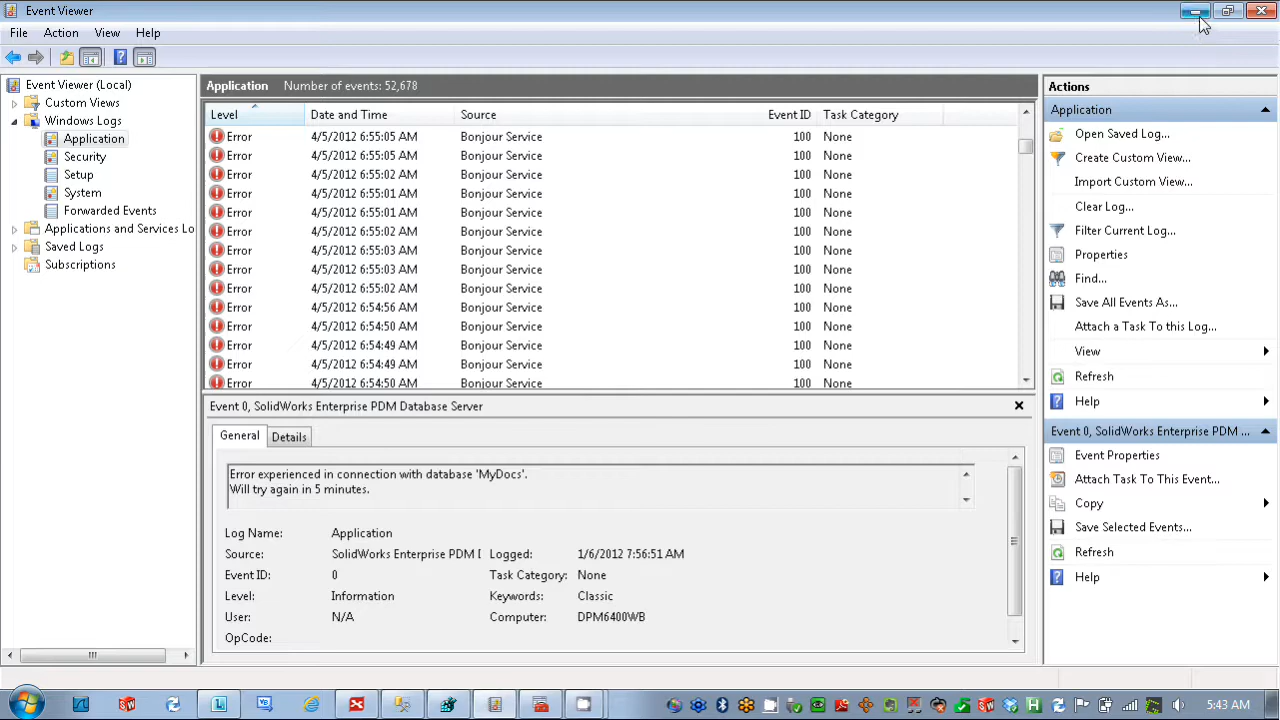 Event Viewer
File Action View Help
Event Viewer (Local)
Custom Views
Windows Logs
Application
Security
Setup
System
Forwarded Events
Applications and Services Lo
Saved Logs
Subscriptions
Application Number of events: 52,678
Level Date and Time Source Event ID Task Category
Error 4/5/2012 6:55:05 AM Bonjour Service 100 None
Error 4/5/2012 6:55:05 AM Bonjour Service 100 None
Error 4/5/2012 6:55:02 AM Bonjour Service 100 None
Error 4/5/2012 6:55:01 AM Bonjour Service 100 None
Error 4/5/2012 6:55:01 AM Bonjour Service 100 None
Error 4/5/2012 6:55:02 AM Bonjour Service 100 None
Error 4/5/2012 6:55:03 AM Bonjour Service 100 None
Error 4/5/2012 6:55:03 AM Bonjour Service 100 None
Error 4/5/2012 6:55:02 AM Bonjour Service 100 None
Error 4/5/2012 6:54:56 AM Bonjour Service 100 None
Error 4/5/2012 6:54:50 AM Bonjour Service 100 None
Error 4/5/2012 6:54:49 AM Bonjour Service 100 None
Error 4/5/2012 6:54:49 AM Bonjour Service 100 None
Error 4/5/2012 6:54:50 AM Bonjour Service 100 None
Event 0, SolidWorks Enterprise PDM Database Server
General Details
Error experienced in connection with database 'MyDocs'.
Will try again in 5 minutes.
Log Name: Application
Source: SolidWorks Enterprise PDM D Logged: 1/6/2012 7:56:51 AM
Event ID: 0 Task Category: None
Level: Information Keywords: Classic
User: N/A Computer: DPM6400WB
OpCode:
Actions
Application
Open Saved Log...
Create Custom View...
Import Custom View...
Clear Log...
Filter Current Log...
Properties
Find...
Save All Events As...
Attach a Task To this Log...
View
Refresh
Help
Event 0, SolidWorks Enterprise PDM ...
Event Properties
Attach Task To This Event...
Copy
Save Selected Events...
Refresh
Help
5:43 AM